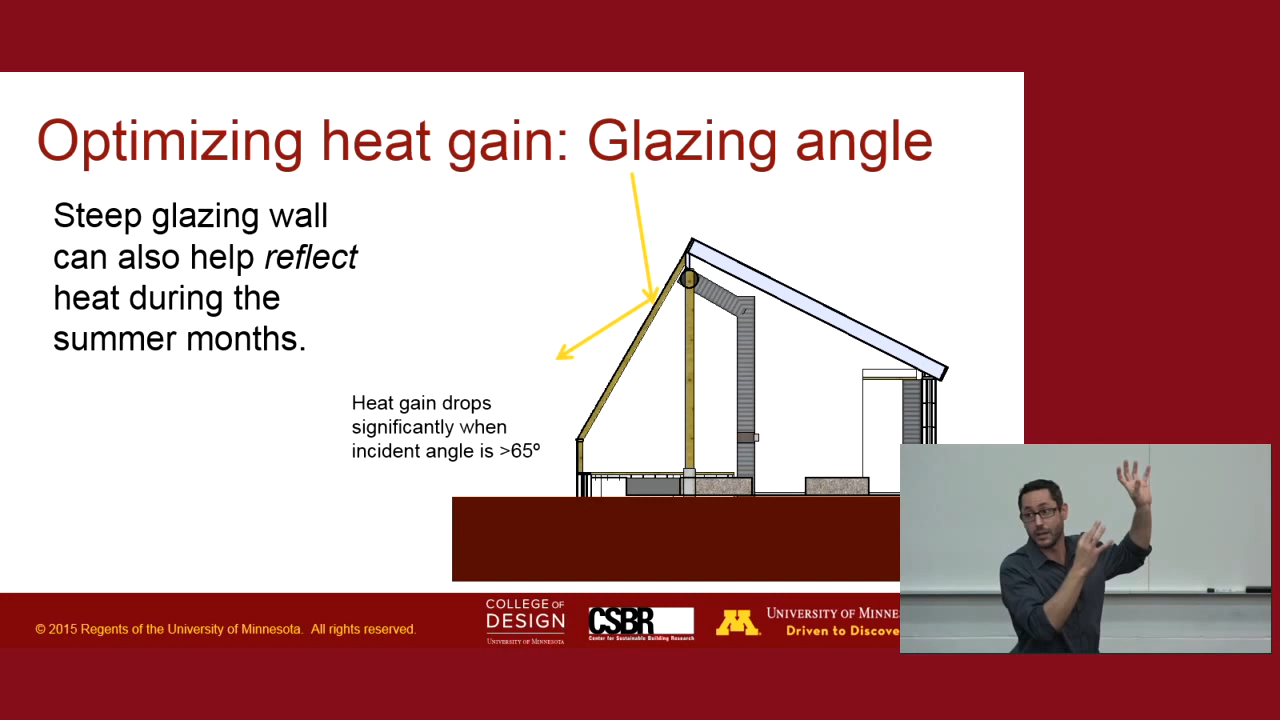 Optimizing heat gain: Glazing angle
Steep glazing wall
can also help reflect
heat during the
summer months.
Heat gain drops
significantly when
incident angle is >65º
© 2015 Regents of the University of Minnesota. All rights reserved.
COLLEGE OF
DESIGN
UNIVERSITY OF MINNESOTA
CSBR
Center for Sustainable Building Research
M
UNIVERSITY OF MINNE
Driven to Discove